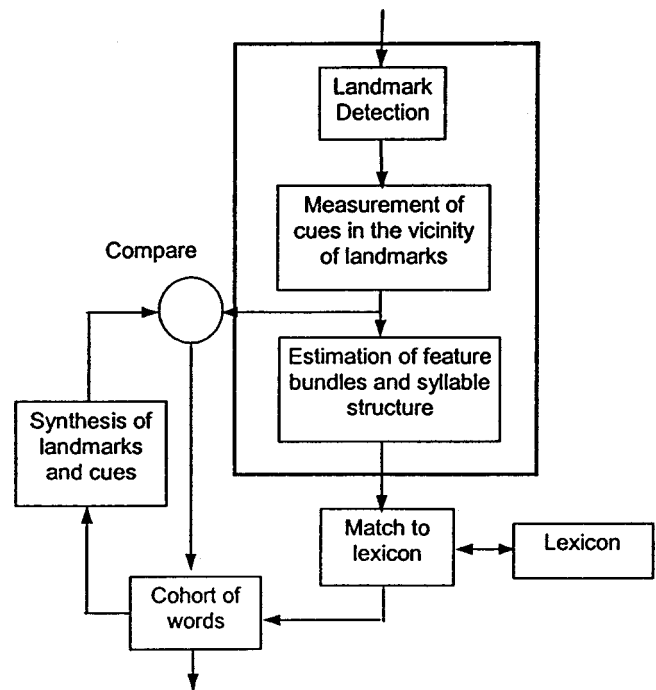 Landmark
Detection
Measurement of
cues in the vicinity
of landmarks
Compare
Estimation of feature
bundles and syllable
structure
Synthesis of
landmarks
and cues
Match to
lexicon
Lexicon
Cohort of
words